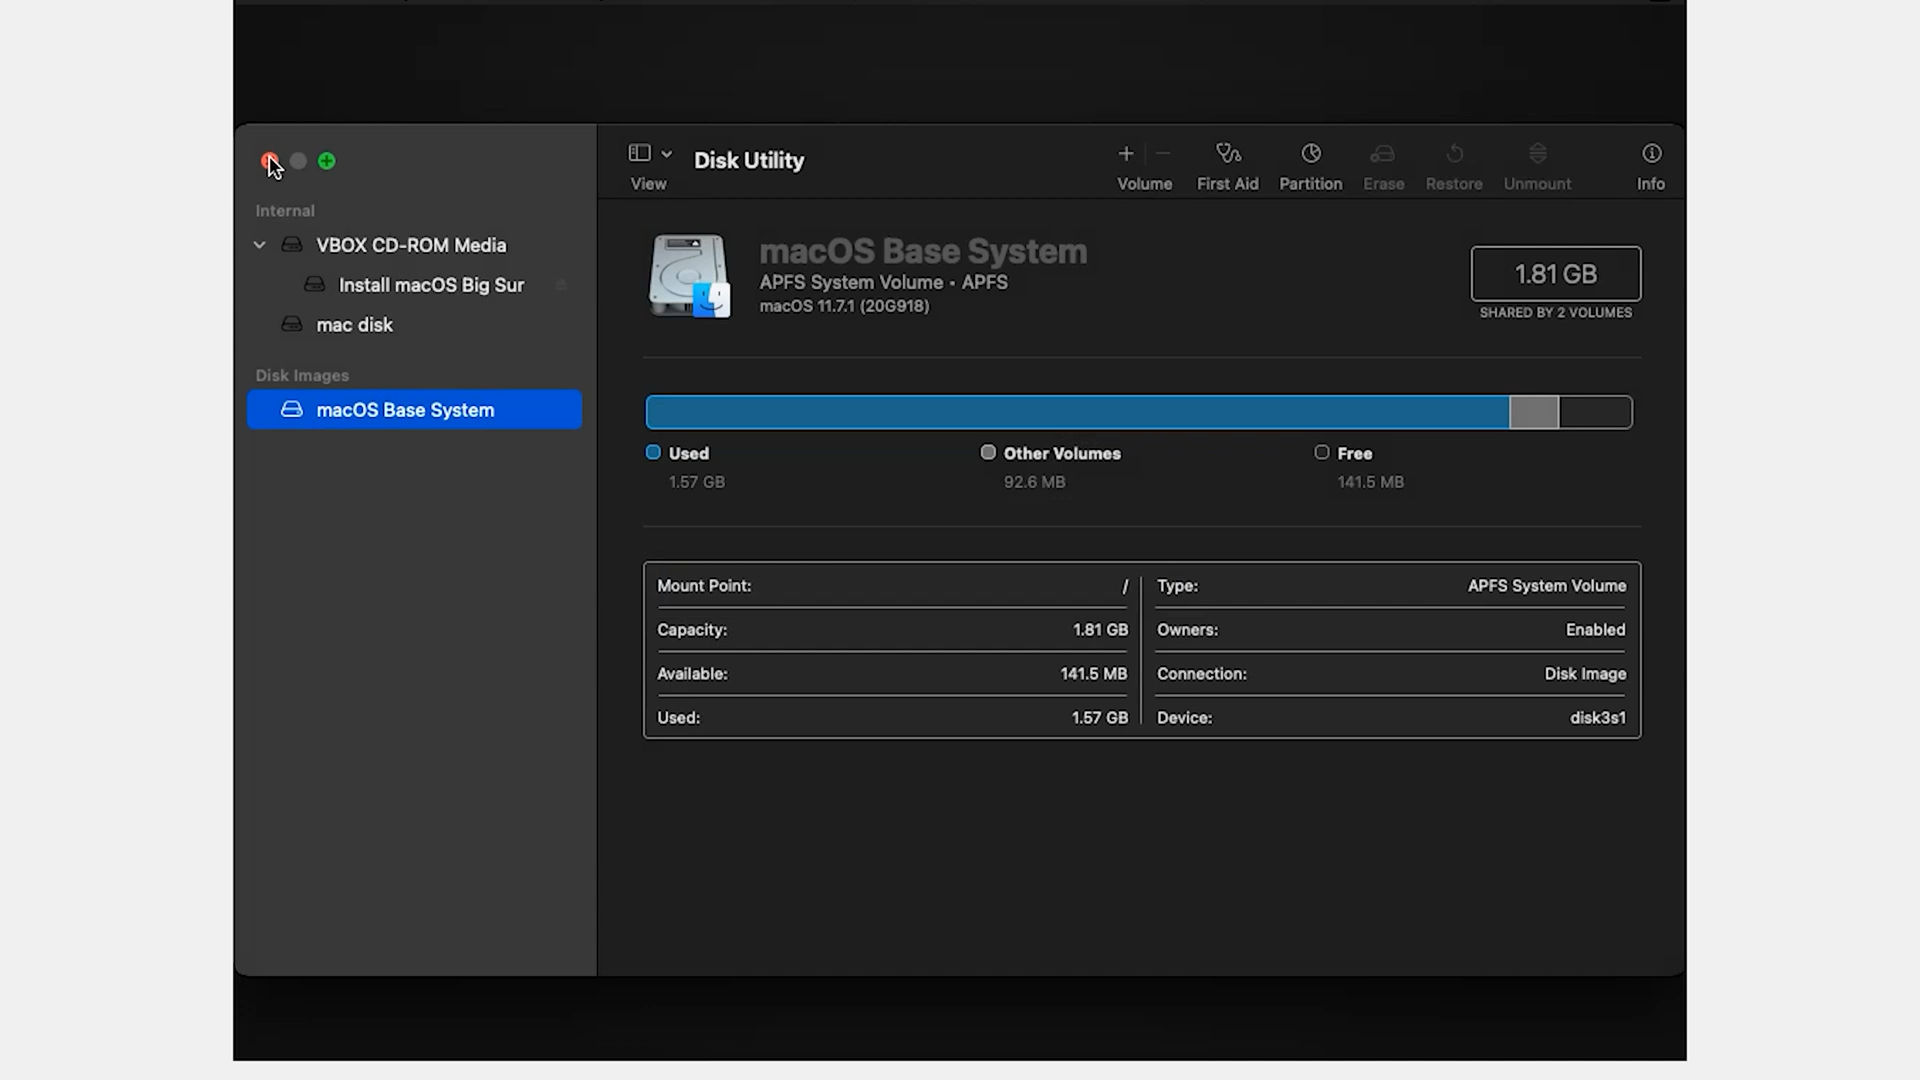 Disk Utility
View
Volume
First Aid
Partition
Erase
Restore
Unmount
Info
Internal
VBOX CD-ROM Media
Install macOS Big Sur
mac disk
Disk Images
macOS Base System
macOS Base System
APFS System Volume • APFS
macOS 11.7.1 (20G918)
1.81 GB
SHARED BY 2 VOLUMES
Used
1.57 GB
Other Volumes
92.6 MB
Free
141.5 MB
Mount Point: /
Capacity: 1.81 GB
Available: 141.5 MB
Used: 1.57 GB
Type: APFS System Volume
Owners: Enabled
Connection: Disk Image
Device: disk3s1